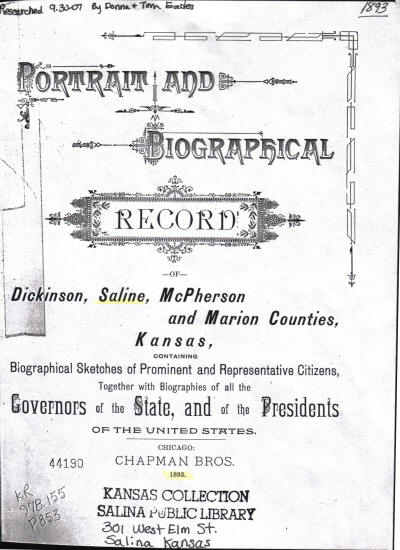 Researched 9-30-07 By Donna + Tom Eades
1893
PORTRAIT AND
BIOGRAPHICAL
RECORD
—OF—
Dickinson, Saline, McPherson
and Marion Counties,
Kansas,
CONTAINING
Biographical Sketches of Prominent and Representative Citizens,
Together with Biographies of all the
Governors of the State, and of the Presidents
OF THE UNITED STATES.
CHICAGO:
CHAPMAN BROS.
1893.
44190
KR
978.155
P853
KANSAS COLLECTION
SALINA PUBLIC LIBRARY
301 West Elm St.
Salina Kansas